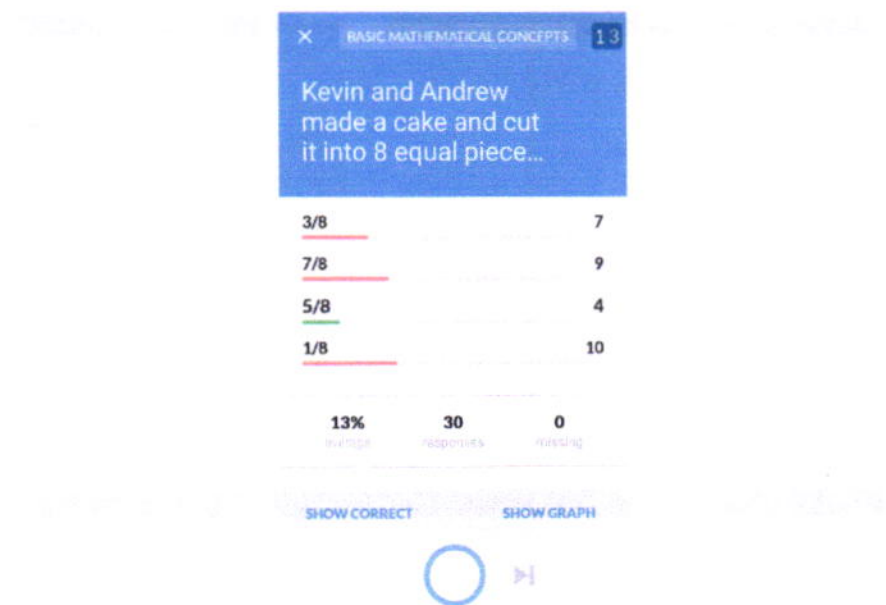 × BASIC MATHEMATICAL CONCEPTS 13
Kevin and Andrew
made a cake and cut
it into 8 equal piece...
3/8 7
7/8 9
5/8 4
1/8 10
13% 30 0
average responses missing
SHOW CORRECT SHOW GRAPH